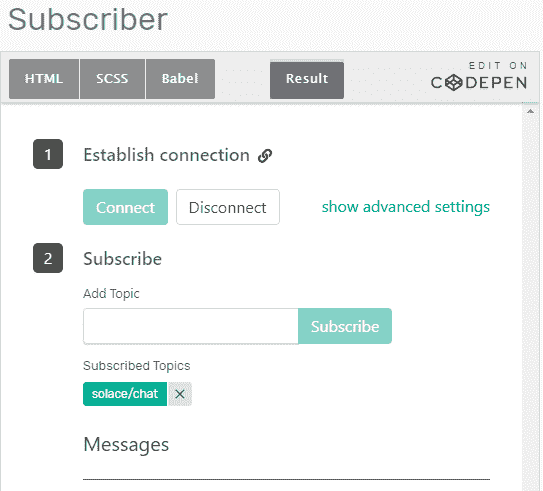 Subscriber
HTML SCSS Babel Result EDIT ON
CODEPEN
1 Establish connection
Connect Disconnect show advanced settings
2 Subscribe
Add Topic
Subscribe
Subscribed Topics
solace/chat ×
Messages